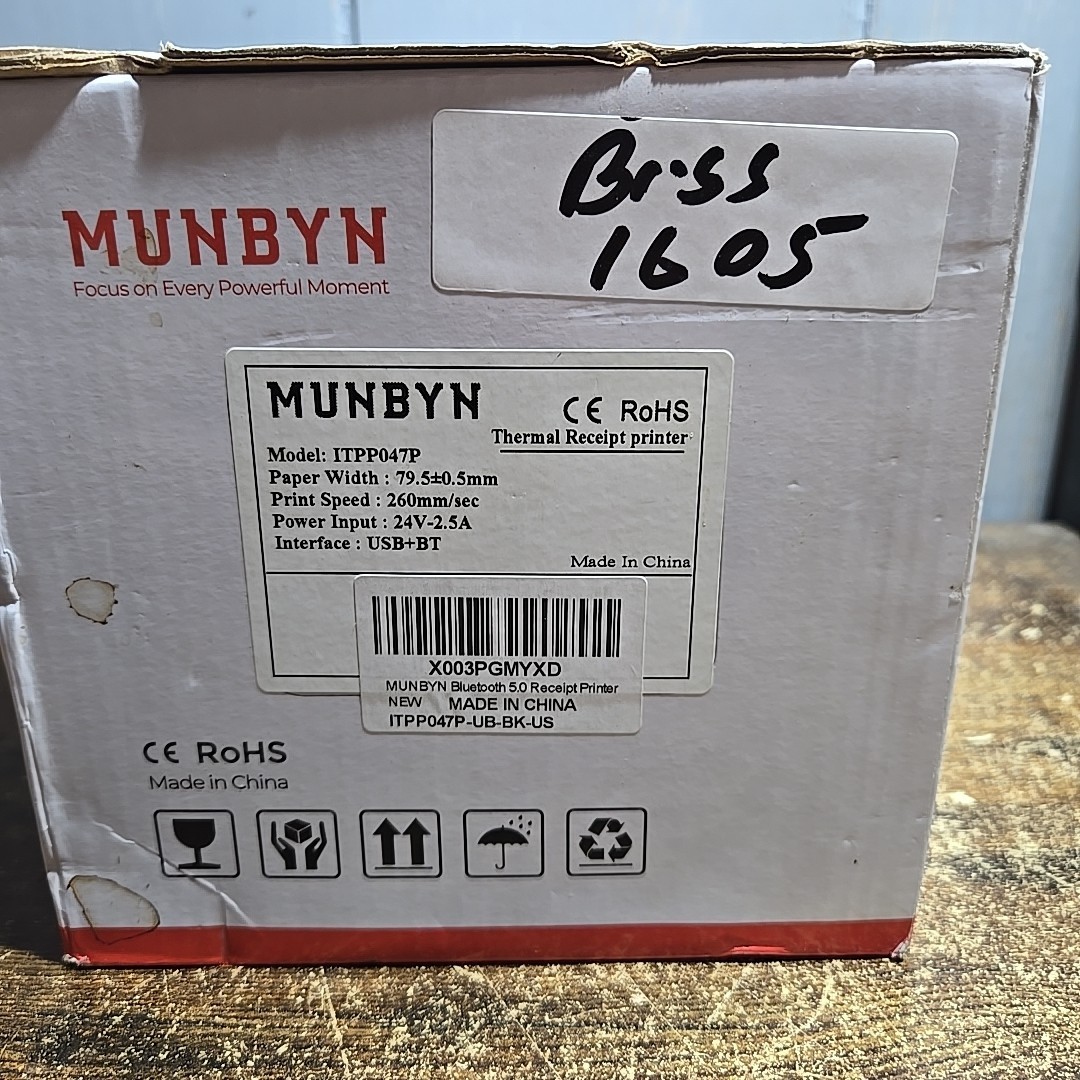 Briss
1605
MUNBYN
Focus on Every Powerful Moment
MUNBYN
CE RoHS
Thermal Receipt printer
Model: ITPP047P
Paper Width : 79.5±0.5mm
Print Speed : 260mm/sec
Power Input : 24V-2.5A
Interface : USB+BT
Made In China
X003PGMYXD
MUNBYN Bluetooth 5.0 Receipt Printer
NEW MADE IN CHINA
ITPP047P-UB-BK-US
CE RoHS
Made in China